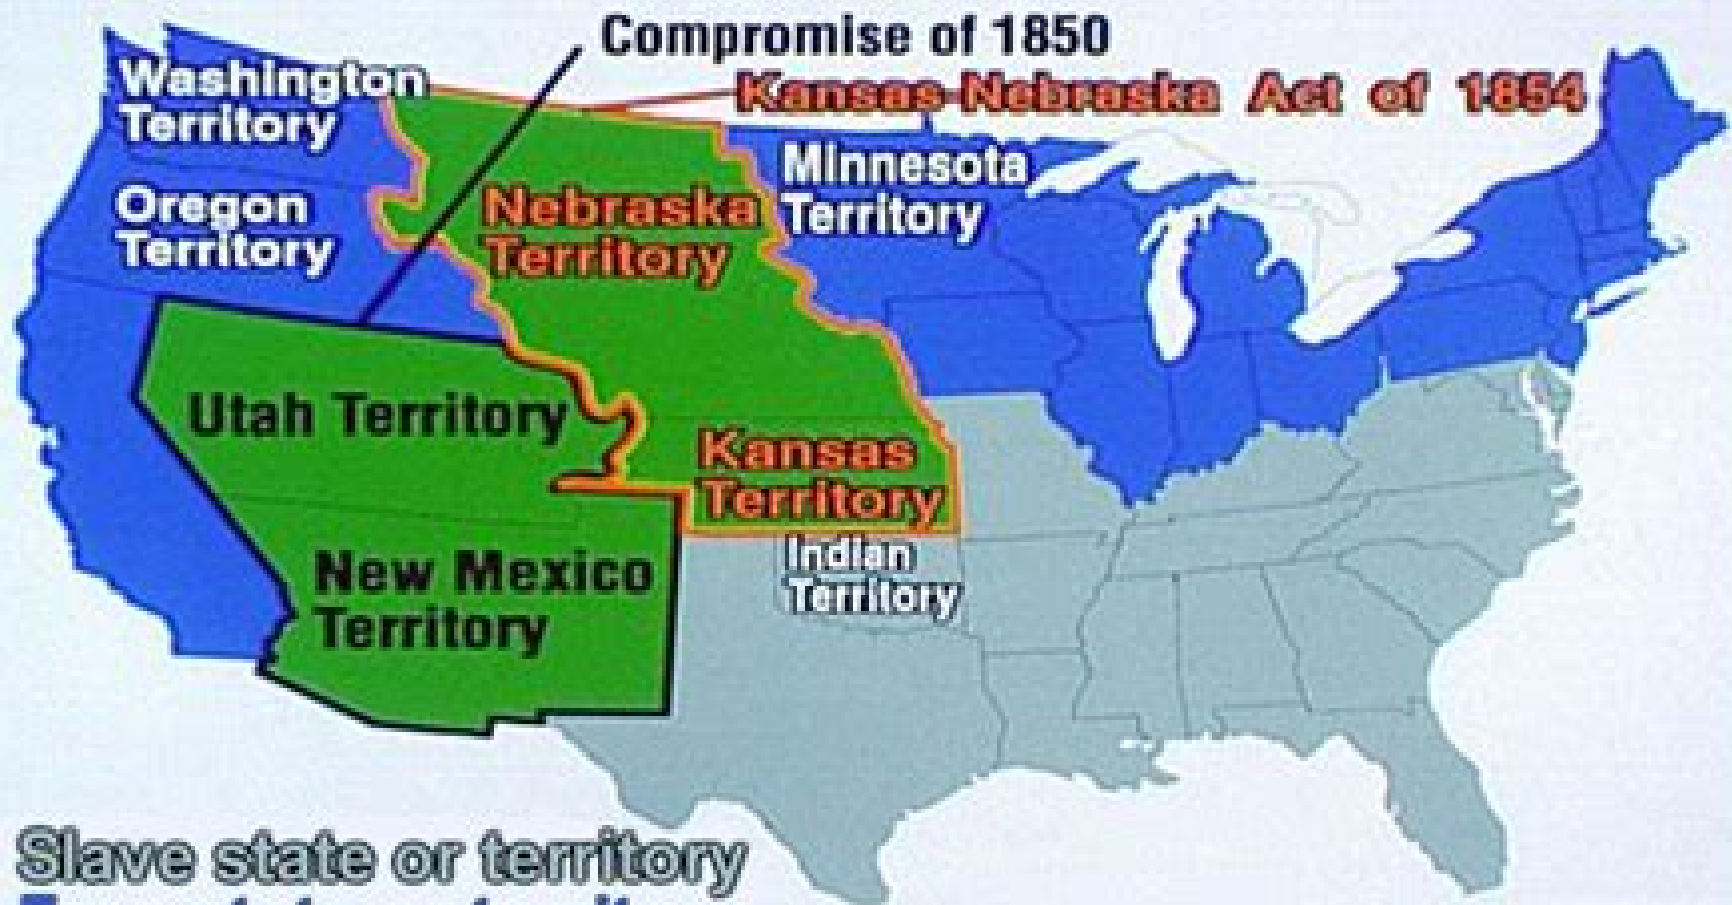 Compromise of 1850
Kansas-Nebraska Act of 1854
Washington
Territory
Oregon
Territory
Nebraska
Territory
Minnesota
Territory
Utah Territory
Kansas
Territory
New Mexico
Territory
Indian
Territory
Slave state or territory